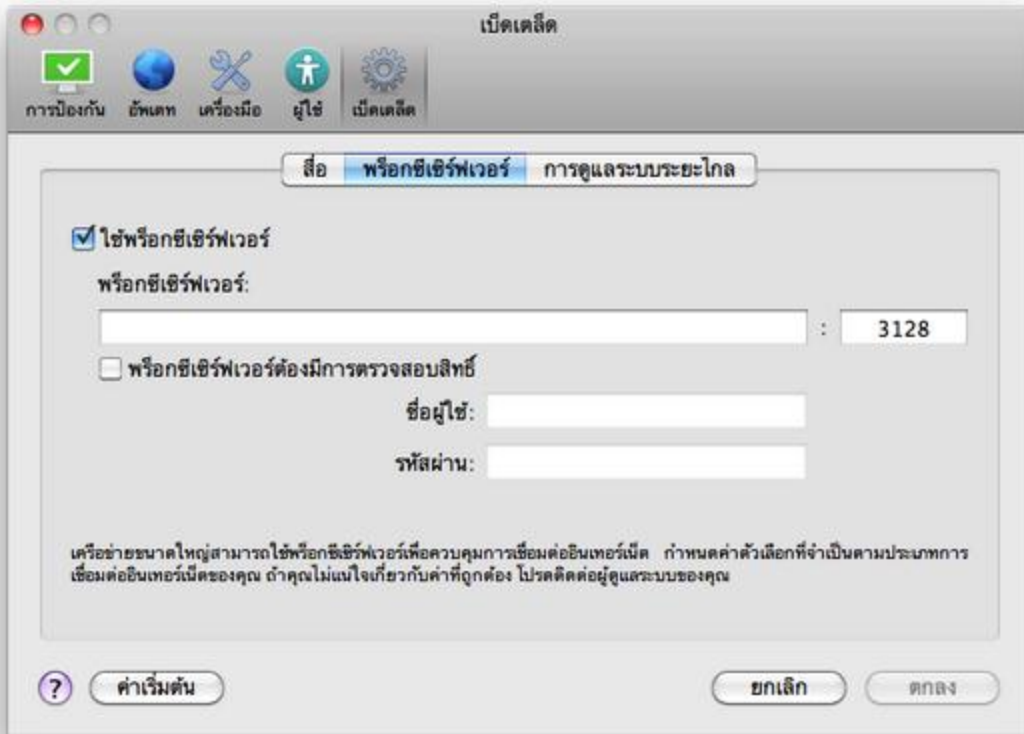 เบ็ดเตล็ด
การป้องกัน อัพเดท เครื่องมือ ผู้ใช้ เบ็ดเตล็ด
สื่อ พร็อกซีเซิร์ฟเวอร์ การดูแลระบบระยะไกล
ใช้พร็อกซีเซิร์ฟเวอร์
พร็อกซีเซิร์ฟเวอร์:
: 3128
พร็อกซีเซิร์ฟเวอร์ต้องมีการตรวจสอบสิทธิ์
ชื่อผู้ใช้:
รหัสผ่าน:
เครือข่ายขนาดใหญ่สามารถใช้พร็อกซีเซิร์ฟเวอร์เพื่อควบคุมการเชื่อมต่ออินเทอร์เน็ต กำหนดค่าตัวเลือกที่จำเป็นตามประเภทการ
เชื่อมต่ออินเทอร์เน็ตของคุณ ถ้าคุณไม่แน่ใจเกี่ยวกับค่าที่ถูกต้อง โปรดติดต่อผู้ดูแลระบบของคุณ
? ค่าเริ่มต้น ยกเลิก ตกลง